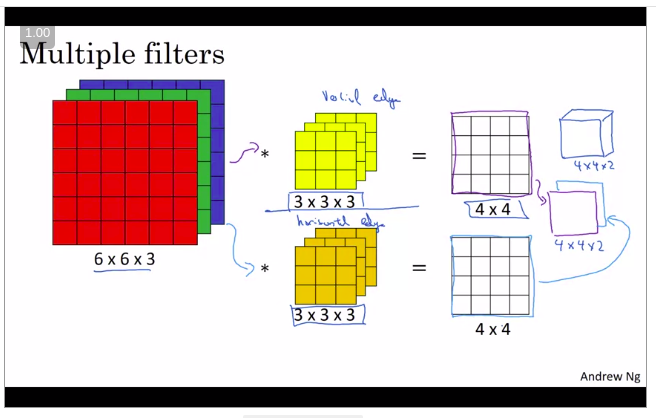 1.00
Multiple filters
Vertical edge
*
=
3 x 3 x 3
4 x 4
4x4x2
horizontal edge
6 x 6 x 3
*
=
3 x 3 x 3
4 x 4
4x4x2
Andrew Ng